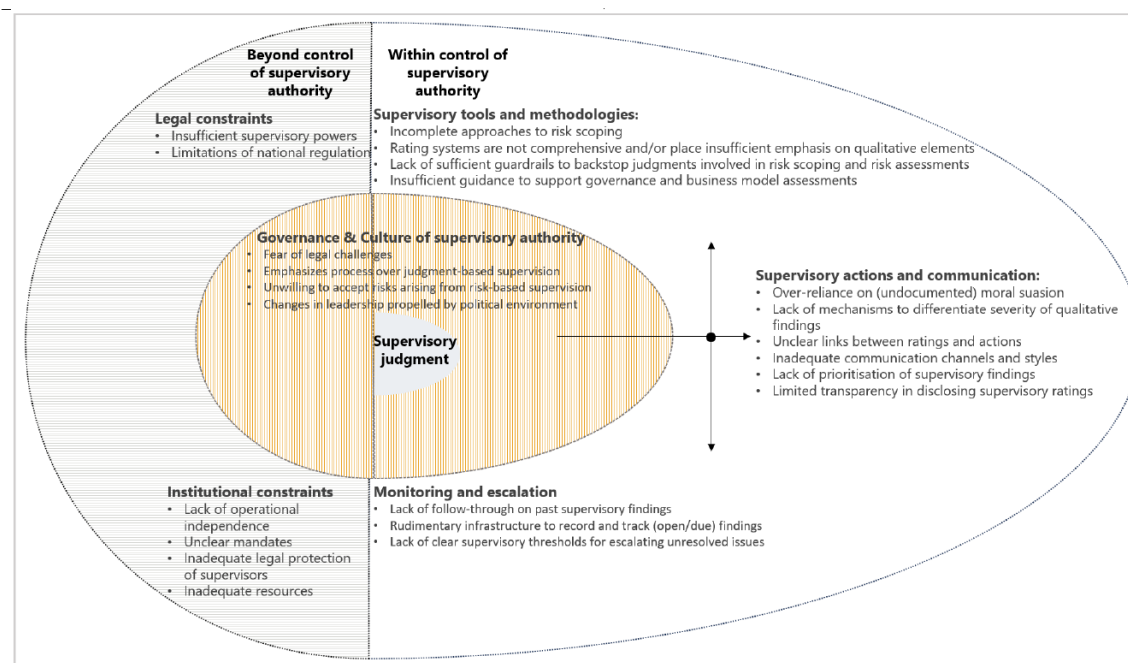 Beyond control
of supervisory
authority
Within control of
supervisory
authority
Legal constraints
• Insufficient supervisory powers
• Limitations of national regulation
Supervisory tools and methodologies:
• Incomplete approaches to risk scoping
• Rating systems are not comprehensive and/or place insufficient emphasis on qualitative elements
• Lack of sufficient guardrails to backstop judgments involved in risk scoping and risk assessments
• Insufficient guidance to support governance and business model assessments
Governance & Culture of supervisory authority
• Fear of legal challenges
• Emphasizes process over judgment-based supervision
• Unwilling to accept risks arising from risk-based supervision
• Changes in leadership propelled by political environment
Supervisory
judgment
Supervisory actions and communication:
• Over-reliance on (undocumented) moral suasion
• Lack of mechanisms to differentiate severity of qualitative
findings
• Unclear links between ratings and actions
• Inadequate communication channels and styles
• Lack of prioritisation of supervisory findings
• Limited transparency in disclosing supervisory ratings
Institutional constraints
• Lack of operational
independence
• Unclear mandates
• Inadequate legal protection
of supervisors
• Inadequate resources
Monitoring and escalation
• Lack of follow-through on past supervisory findings
• Rudimentary infrastructure to record and track (open/due) findings
• Lack of clear supervisory thresholds for escalating unresolved issues